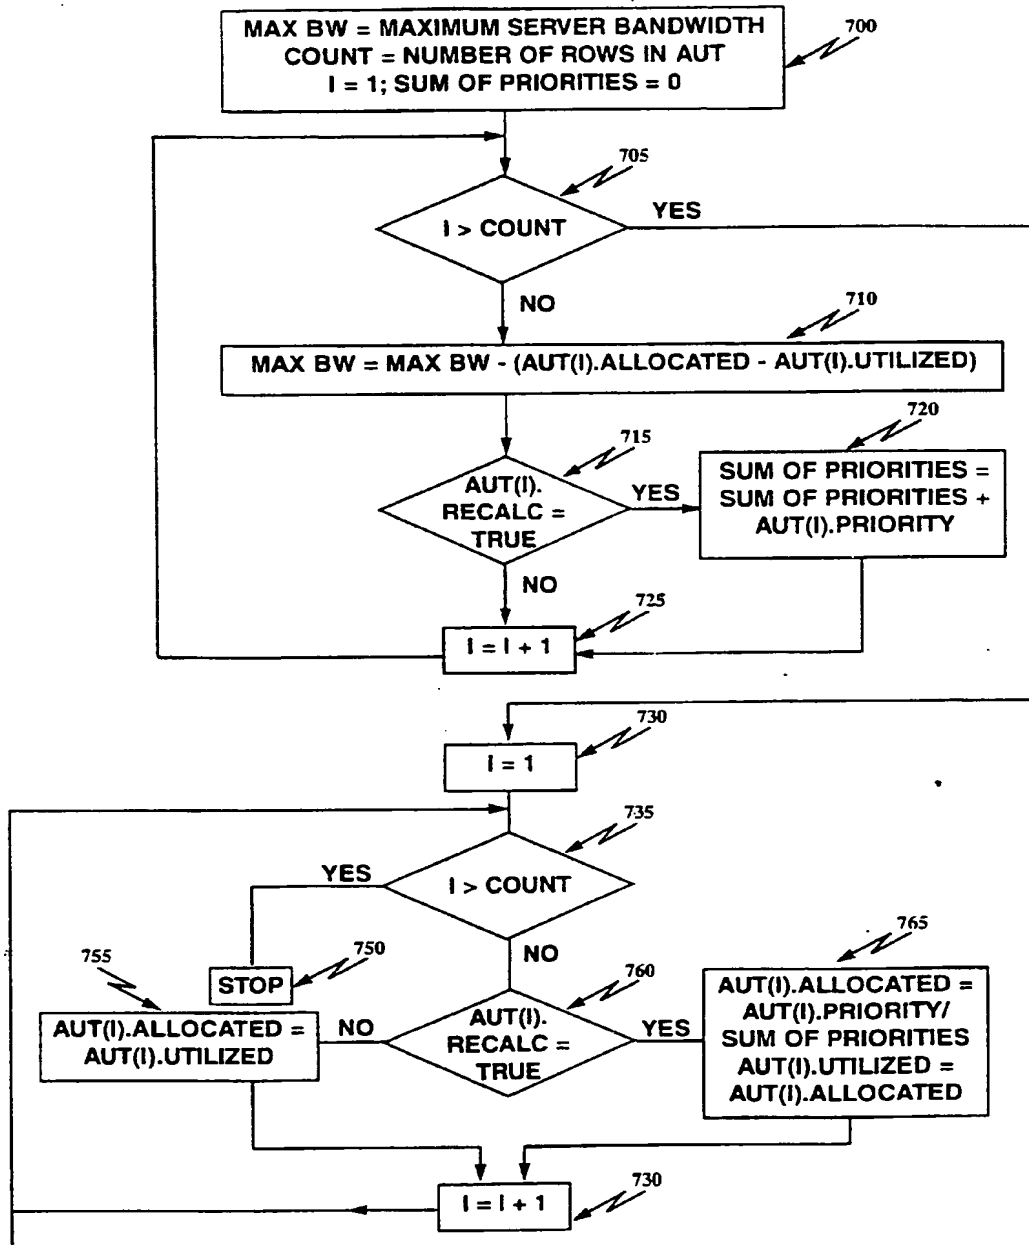 MAX BW = MAXIMUM SERVER BANDWIDTH
COUNT = NUMBER OF ROWS IN AUT
I = 1; SUM OF PRIORITIES = 0
700
705
I > COUNT
YES
NO
710
MAX BW = MAX BW - (AUT(I).ALLOCATED - AUT(I).UTILIZED)
715
AUT(I).
RECALC =
TRUE
YES
720
SUM OF PRIORITIES =
SUM OF PRIORITIES +
AUT(I).PRIORITY
NO
725
I = I + 1
730
I = 1
735
I > COUNT
YES
NO
750
STOP
755
AUT(I).ALLOCATED =
AUT(I).UTILIZED
NO
760
AUT(I).
RECALC =
TRUE
YES
765
AUT(I).ALLOCATED =
AUT(I).PRIORITY/
SUM OF PRIORITIES
AUT(I).UTILIZED =
AUT(I).ALLOCATED
I = I + 1
730